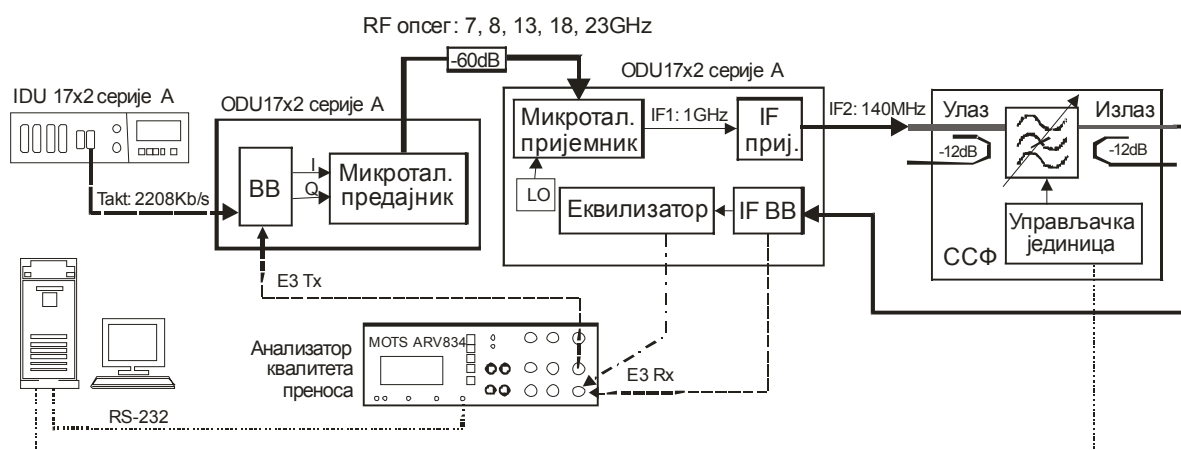 RF опсег: 7, 8, 13, 18, 23GHz
-60dB
IDU 17x2 серије А
ODU17x2 серије А
ODU17x2 серије А
BB
I
Q
Микротал.
предајник
Takt: 2208Kb/s
Микротал.
пријемник
IF1: 1GHz
IF
приј.
IF2: 140MHz
LO
Еквилизатор
IF BB
Улаз
Излаз
-12dB
-12dB
Управљачка
јединица
ССФ
E3 Tx
MOTS ARV834
Анализатор
квалитета
преноса
E3 Rx
RS-232